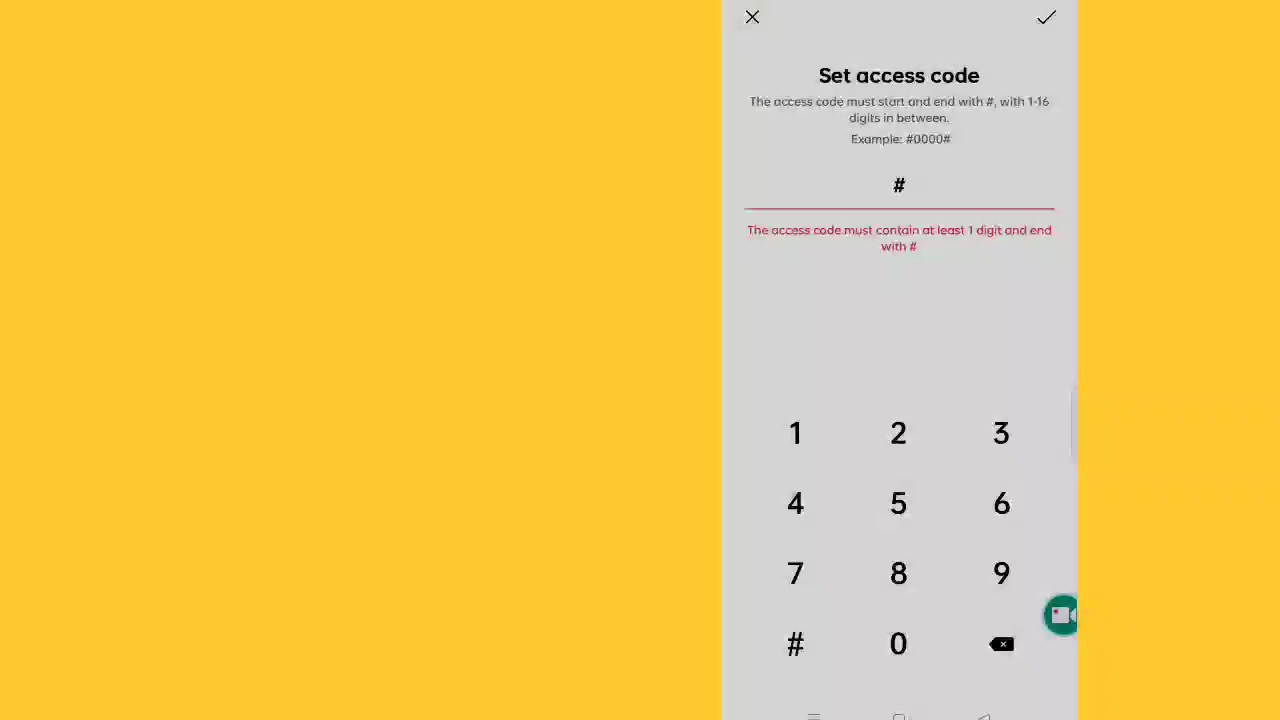 Set access code
The access code must start and end with #, with 1-16
digits in between.
Example: #0000#
#
The access code must contain at least 1 digit and end
with #
1 2 3
4 5 6
7 8 9
# 0